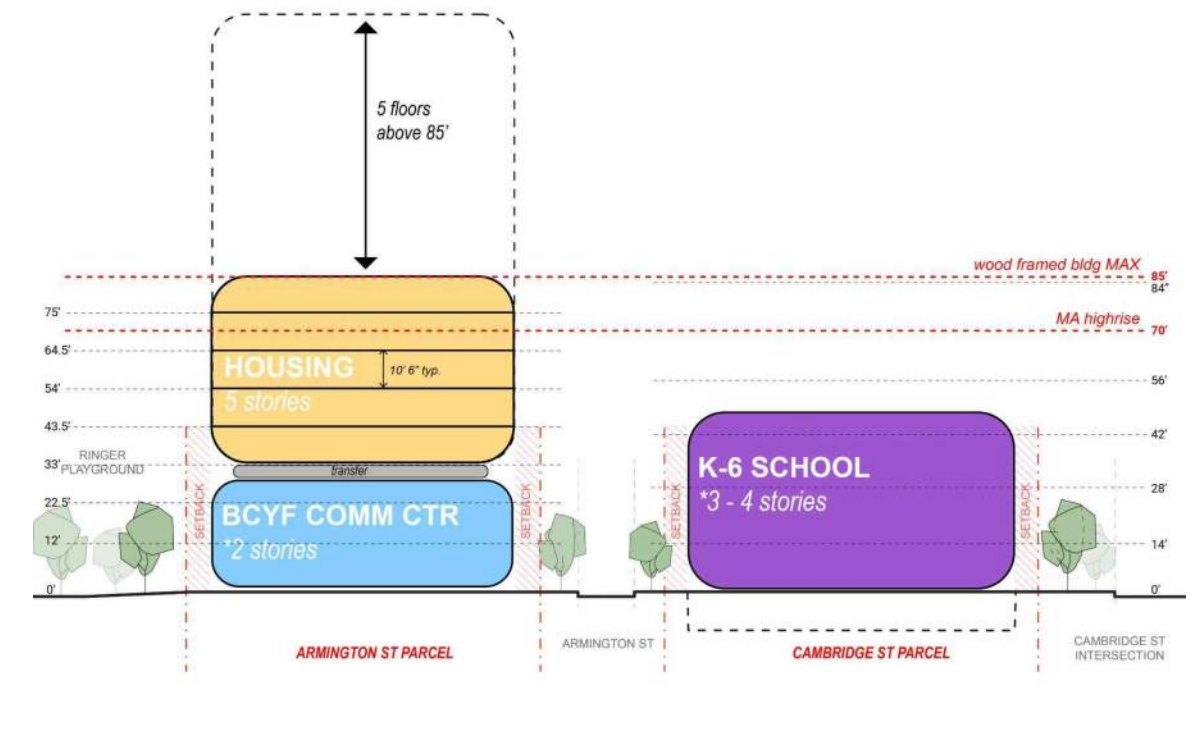 5 floors
above 85'
wood framed bldg MAX
85'
84"
75'
MA highrise
70'
64.5'
HOUSING
10' 6" typ.
56'
54'
5 stories
43.5'
42'
RINGER
PLAYGROUND
33'
transfer
K-6 SCHOOL
*3 - 4 stories
28'
22.5'
SETBACK
BCYF COMM CTR
*2 stories
SETBACK
SETBACK
SETBACK
12'
14'
0'
0'
ARMINGTON ST PARCEL
ARMINGTON ST
CAMBRIDGE ST PARCEL
CAMBRIDGE ST
INTERSECTION